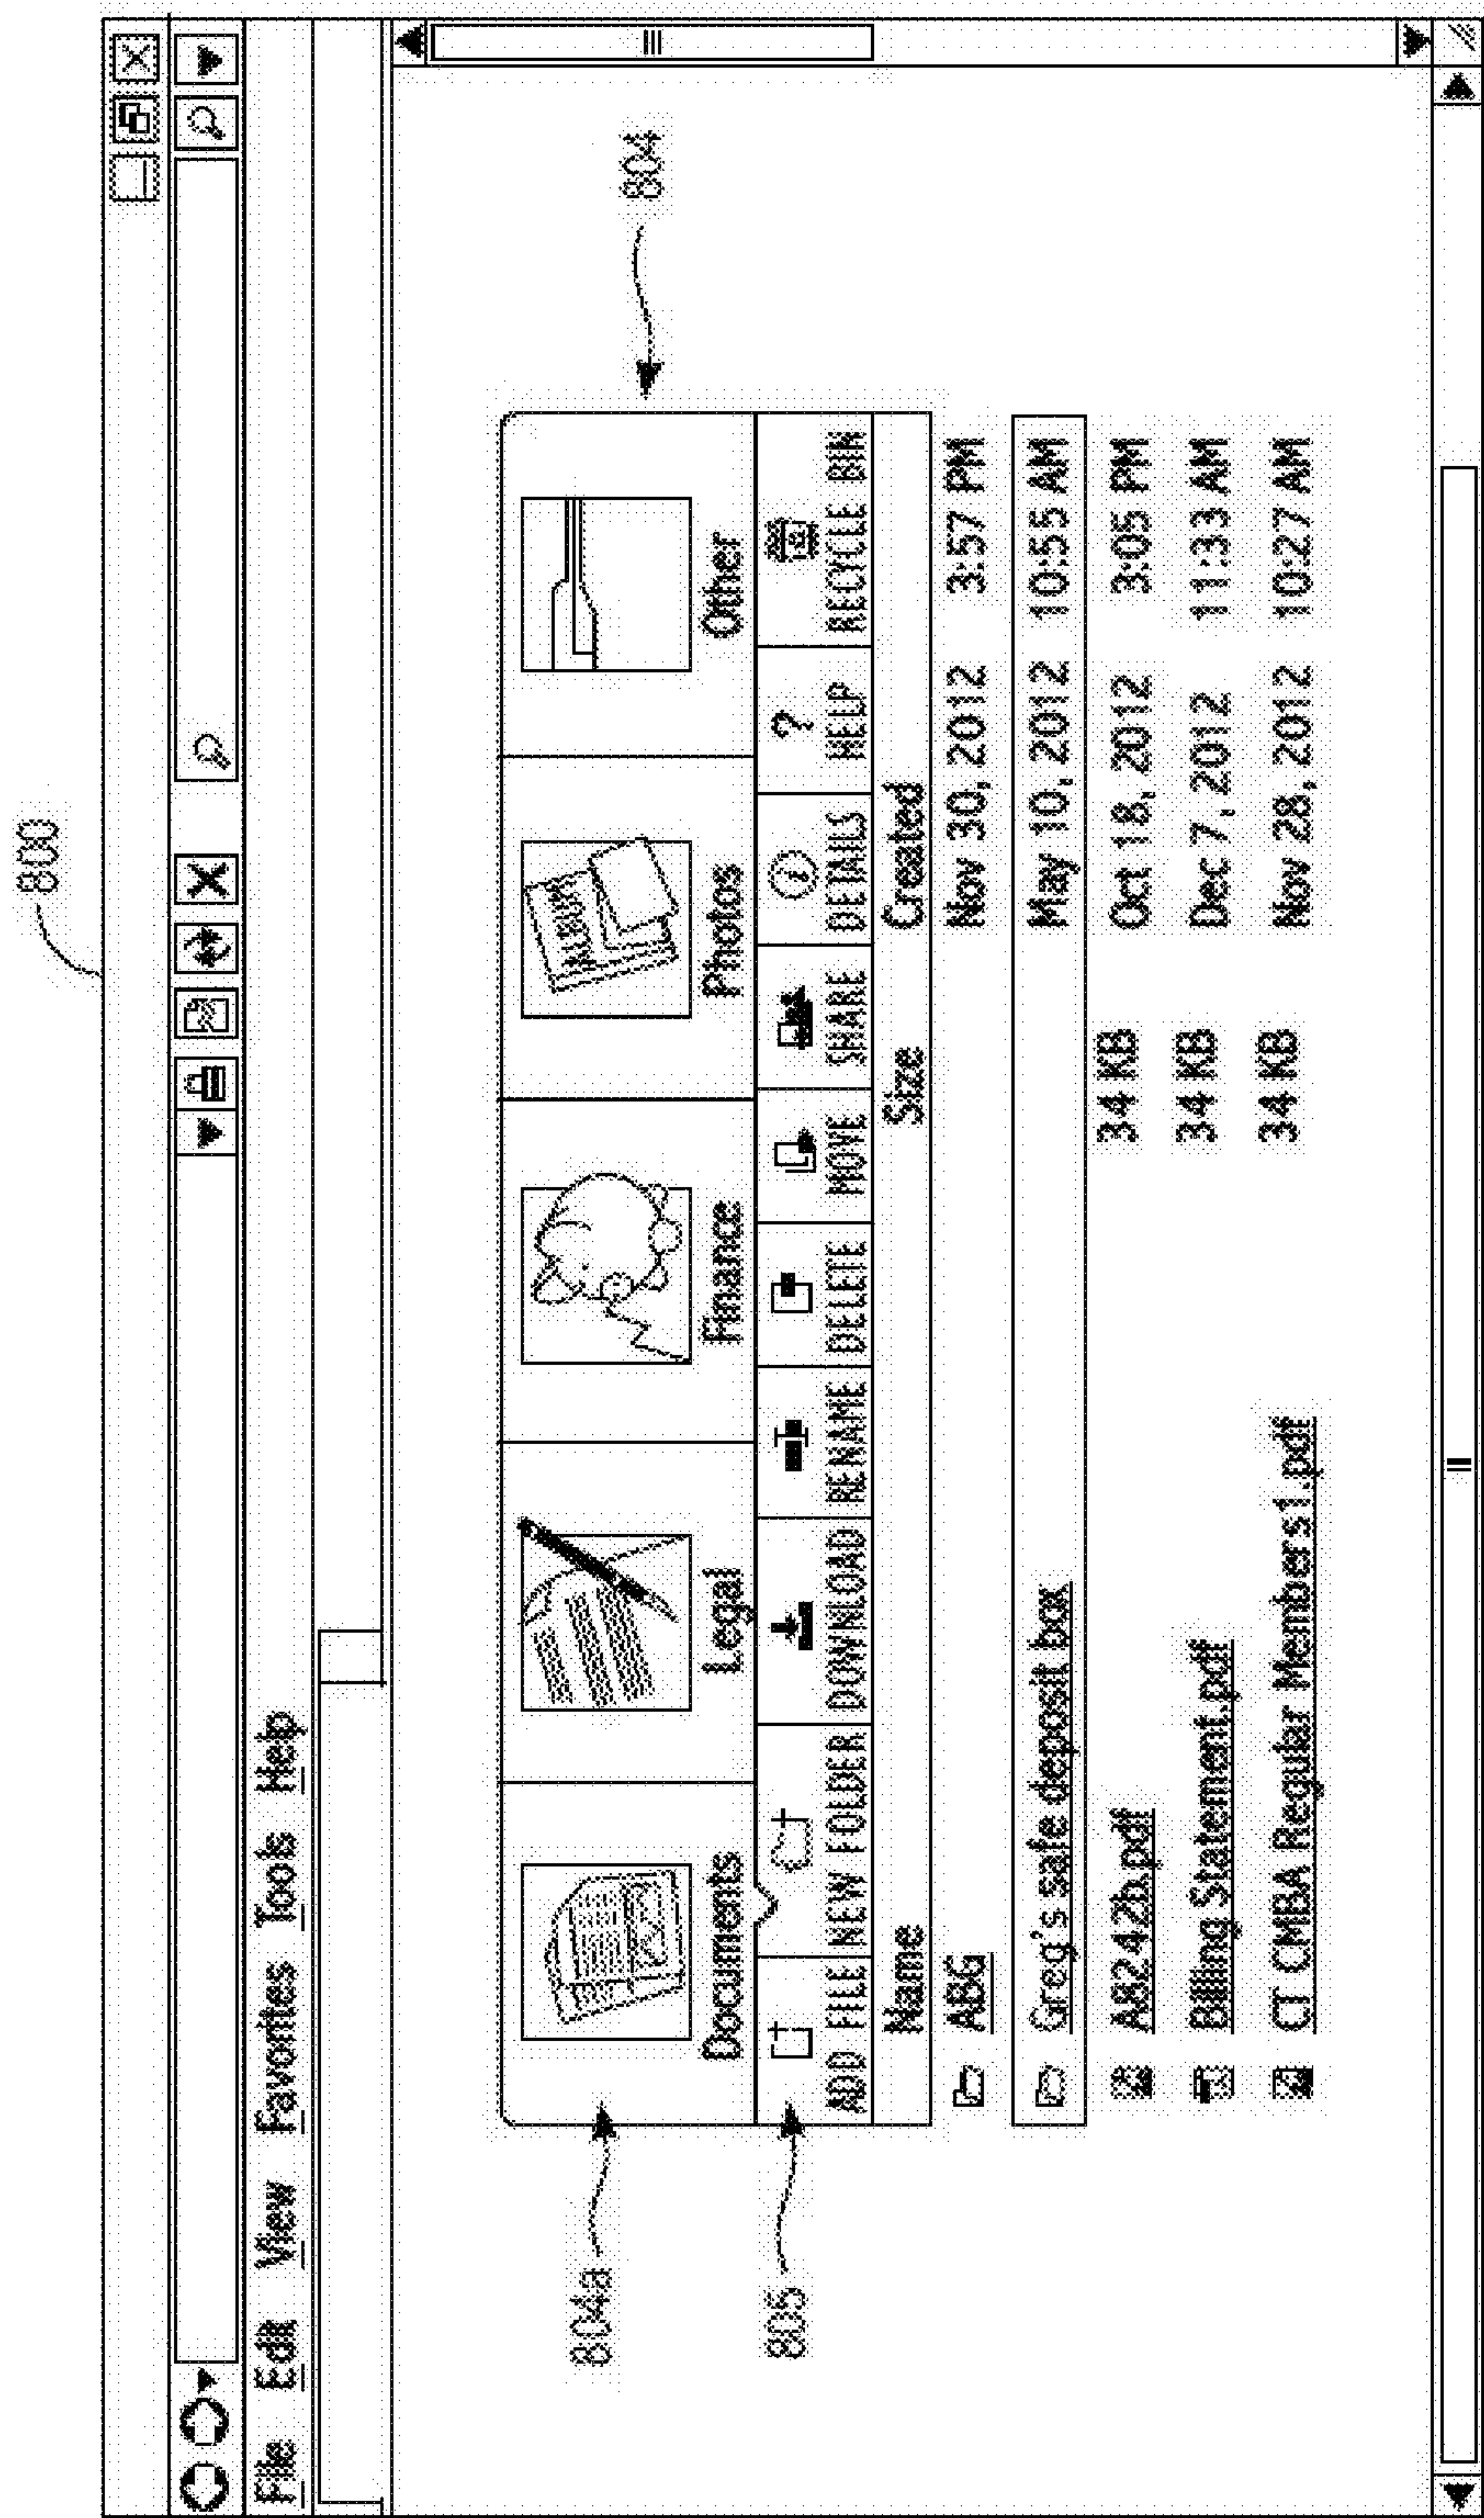 800
File Edit View Favorites Tools Help
804
804a
Documents Legal Finance Photos Other
ALBUM
805
ADD FILE NEW FOLDER DOWNLOAD RENAME DELETE MOVE SHARE DETAILS HELP RECYCLE BIN
Name Size Created
ABG Nov 30, 2012 3:57 PM
Greg's safe deposit box May 10, 2012 10:55 AM
A8242b.pdf 34 KB Oct 18, 2012 3:05 PM
Billing Statement.pdf 34 KB Dec 7, 2012 11:33 AM
CT CMBA Regular Members1.pdf 34 KB Nov 28, 2012 10:27 AM